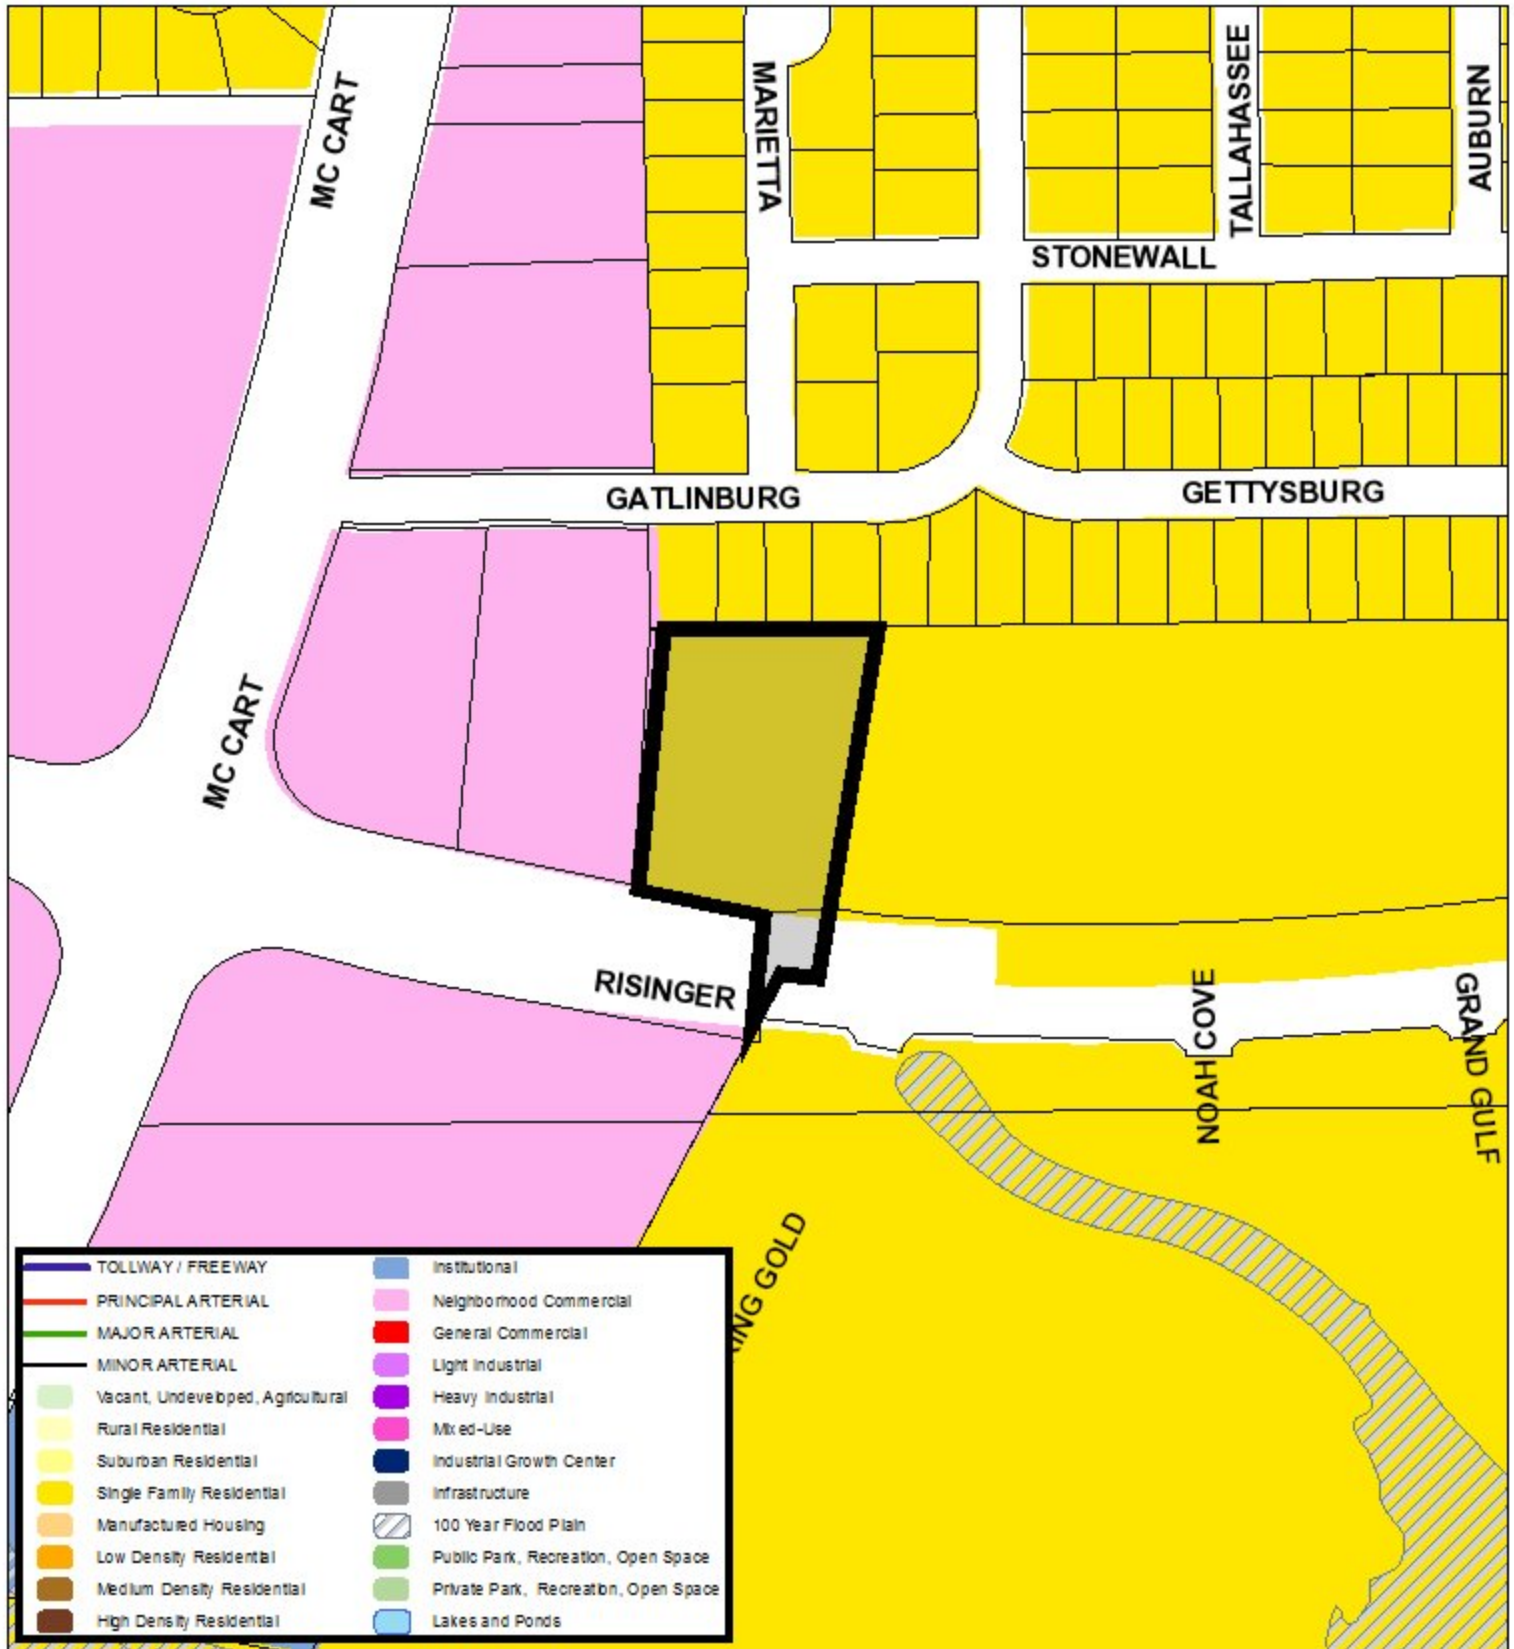 MC CART
MARIETTA
TALLAHASSEE
AUBURN
STONEWALL
GATLINBURG
GETTYSBURG
MC CART
RISINGER
NOAH COVE
GRAND GULF
GOLD
TOLLWAY / FREEWAY
PRINCIPAL ARTERIAL
MAJOR ARTERIAL
MINOR ARTERIAL
Vacant, Undeveloped, Agricultural
Rural Residential
Suburban Residential
Single Family Residential
Manufactured Housing
Low Density Residential
Medium Density Residential
High Density Residential
Institutional
Neighborhood Commercial
General Commercial
Light Industrial
Heavy Industrial
Mixed-Use
Industrial Growth Center
Infrastructure
100 Year Flood Plain
Public Park, Recreation, Open Space
Private Park, Recreation, Open Space
Lakes and Ponds